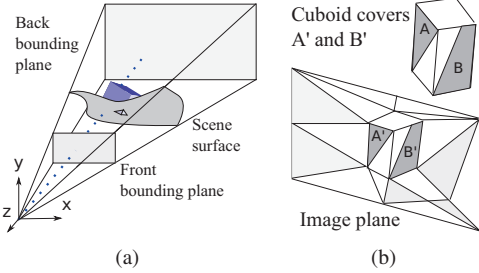 Back
bounding
plane
Scene
surface
Front
bounding plane
y
z
x
(a)
Cuboid covers
A' and B'
A
B
A'
B'
Image plane
(b)